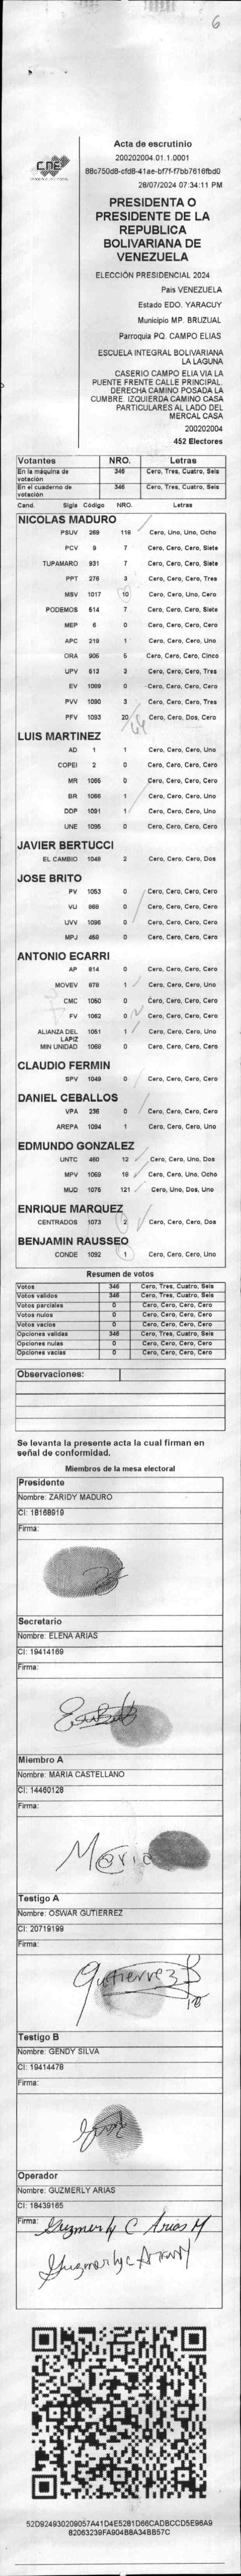 6
CNE
Acta de escrutinio
200202004.01.1.0001
88c750d8-cfd8-41ae-bf7f-f7bb7616fbd0
28/07/2024 07:34:11 PM
PRESIDENTA O
PRESIDENTE DE LA
REPUBLICA
BOLIVARIANA DE
VENEZUELA
ELECCIÓN PRESIDENCIAL 2024
Pais VENEZUELA
Estado EDO. YARACUY
Municipio MP. BRUZUAL
Parroquia PQ. CAMPO ELIAS
ESCUELA INTEGRAL BOLIVARIANA
LA LAGUNA
CASERIO CAMPO ELIA VIA LA
PUENTE FRENTE CALLE PRINCIPAL.
DERECHA CAMINO POSADA LA
CUMBRE. IZQUIERDA CAMINO CASA
PARTICULARES AL LADO DEL
MERCAL CASA
200202004
452 Electores
Votantes NRO. Letras
En la máquina de votación 346 Cero, Tres, Cuatro, Seis
En el cuaderno de votación 346 Cero, Tres, Cuatro, Seis
Cand. Sigla Código NRO. Letras
NICOLAS MADURO
PSUV 269 118 Cero, Uno, Uno, Ocho
PCV 9 7 Cero, Cero, Cero, Siete
TUPAMARO 931 7 Cero, Cero, Cero, Siete
PPT 276 3 Cero, Cero, Cero, Tres
MSV 1017 10 Cero, Cero, Uno, Cero
PODEMOS 514 7 Cero, Cero, Cero, Siete
MEP 6 0 Cero, Cero, Cero, Cero
APC 219 1 Cero, Cero, Cero, Uno
ORA 906 5 Cero, Cero, Cero, Cinco
UPV 613 3 Cero, Cero, Cero, Tres
EV 1089 0 Cero, Cero, Cero, Cero
PVV 1090 3 Cero, Cero, Cero, Tres
PFV 1093 20 Cero, Cero, Dos, Cero
LUIS MARTINEZ
AD 1 1 Cero, Cero, Cero, Uno
COPEI 2 0 Cero, Cero, Cero, Cero
MR 1065 0 Cero, Cero, Cero, Cero
BR 1066 1 Cero, Cero, Cero, Uno
DDP 1091 1 Cero, Cero, Cero, Uno
UNE 1095 0 Cero, Cero, Cero, Cero
JAVIER BERTUCCI
EL CAMBIO 1048 2 Cero, Cero, Cero, Dos
JOSE BRITO
PV 1053 0 Cero, Cero, Cero, Cero
VU 868 0 Cero, Cero, Cero, Cero
UVV 1096 0 Cero, Cero, Cero, Cero
MPJ 459 0 Cero, Cero, Cero, Cero
ANTONIO ECARRI
AP 814 0 Cero, Cero, Cero, Cero
MOVEV 878 1 Cero, Cero, Cero, Uno
CMC 1050 0 Cero, Cero, Cero, Cero
FV 1062 0 Cero, Cero, Cero, Cero
ALIANZA DEL LAPIZ 1051 1 Cero, Cero, Cero, Uno
MIN UNIDAD 1068 0 Cero, Cero, Cero, Cero
CLAUDIO FERMIN
SPV 1049 0 Cero, Cero, Cero, Cero
DANIEL CEBALLOS
VPA 236 0 Cero, Cero, Cero, Cero
AREPA 1094 1 Cero, Cero, Cero, Uno
EDMUNDO GONZALEZ
UNTC 460 12 Cero, Cero, Uno, Dos
MPV 1069 18 Cero, Cero, Uno, Ocho
MUD 1075 121 Cero, Uno, Dos, Uno
ENRIQUE MARQUEZ
CENTRADOS 1073 2 Cero, Cero, Cero, Dos
BENJAMIN RAUSSEO
CONDE 1092 1 Cero, Cero, Cero, Uno
Resumen de votos
Votos 346 Cero, Tres, Cuatro, Seis
Votos validos 346 Cero, Tres, Cuatro, Seis
Votos parciales 0 Cero, Cero, Cero, Cero
Votos nulos 0 Cero, Cero, Cero, Cero
Votos vacios 0 Cero, Cero, Cero, Cero
Opciones validas 346 Cero, Tres, Cuatro, Seis
Opciones nulas 0 Cero, Cero, Cero, Cero
Opciones vacias 0 Cero, Cero, Cero, Cero
Observaciones:
Se levanta la presente acta la cual firman en
señal de conformidad.
Miembros de la mesa electoral
Presidente
Nombre: ZARIDY MADURO
CI: 18168919
Firma:
Secretario
Nombre: ELENA ARIAS
CI: 19414169
Firma:
Miembro A
Nombre: MARIA CASTELLANO
CI: 14460128
Firma:
Maria
Testigo A
Nombre: OSWAR GUTIERREZ
CI: 20719199
Firma:
Gutierrez
Testigo B
Nombre: GENDY SILVA
CI: 19414478
Firma:
Operador
Nombre: GUZMERLY ARIAS
CI: 18439165
Firma: Guzmerly C Arias M
52D924930209057A41D4E5281D66CADBCCD5E98A9
82063239FA904B8A34BB57C